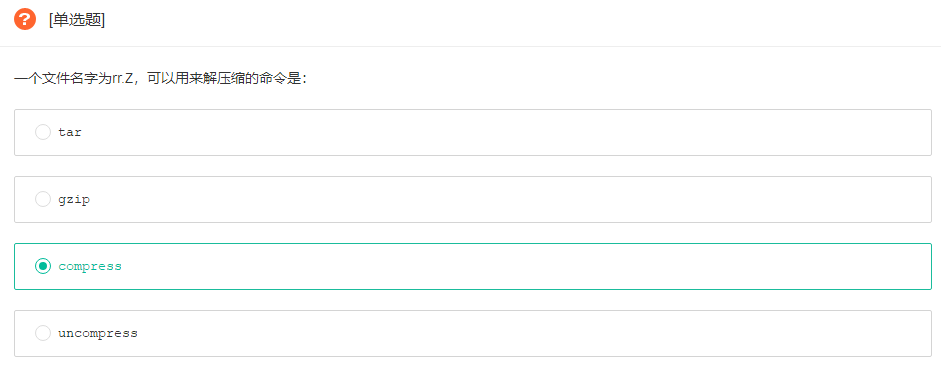 ? [单选题]
一个文件名字为rr.Z，可以用来解压缩的命令是：
tar
gzip
compress
uncompress